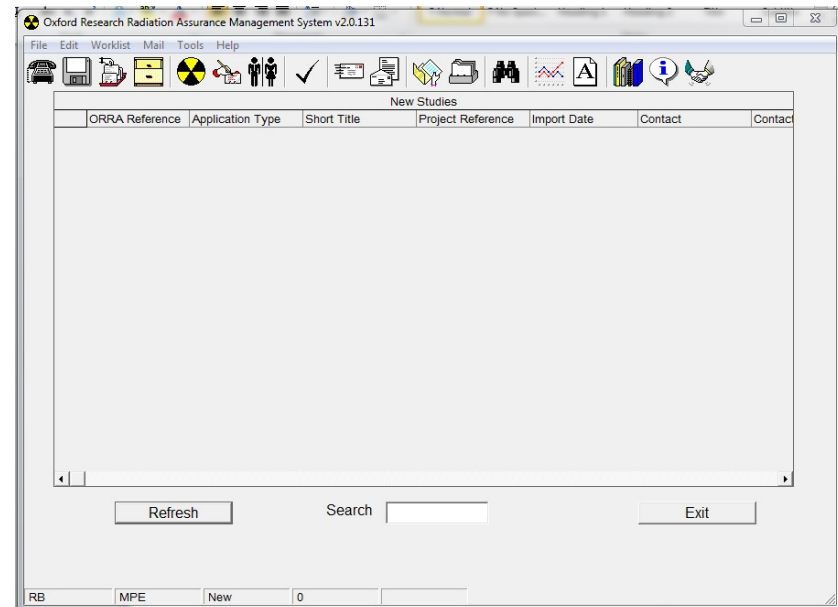 Oxford Research Radiation Assurance Management System v2.0.131
File Edit Worklist Mail Tools Help
A
New Studies
ORRA Reference Application Type Short Title Project Reference Import Date Contact Contact
Refresh Search Exit
RB MPE New 0